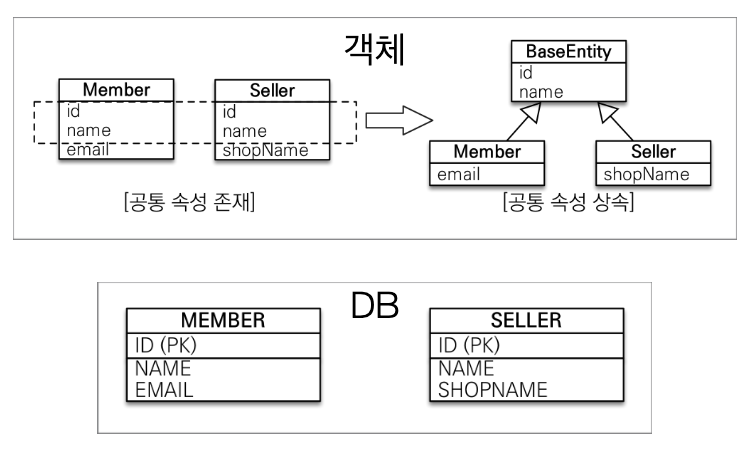 객체
Member
id
name
email
Seller
id
name
shopName
[공통 속성 존재]
BaseEntity
id
name
Member
email
Seller
shopName
[공통 속성 상속]
DB
MEMBER
ID (PK)
NAME
EMAIL
SELLER
ID (PK)
NAME
SHOPNAME